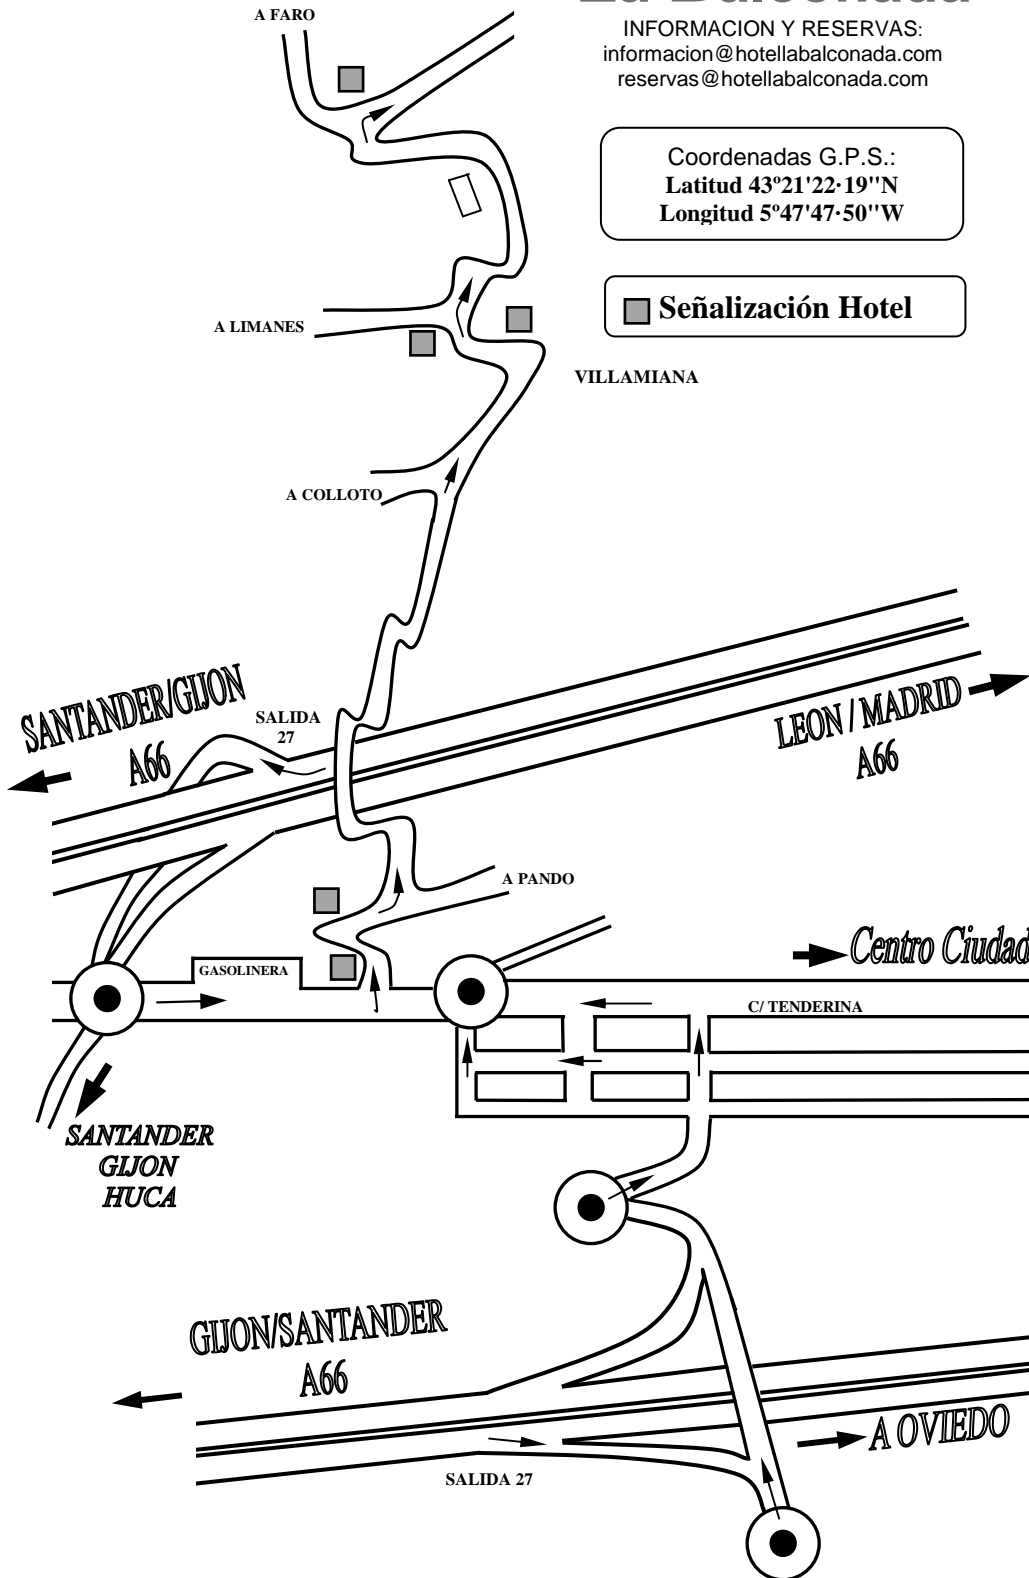 La Balconada
INFORMACION Y RESERVAS:
informacion@hotellabalconada.com
reservas@hotellabalconada.com
A FARO
Coordenadas G.P.S.:
Latitud 43º21'22·19''N
Longitud 5º47'47·50''W
Señalización Hotel
A LIMANES
VILLAMIANA
A COLLOTO
SANTANDER/GIJON
A66
SALIDA
27
LEON / MADRID
A66
A PANDO
GASOLINERA
Centro Ciudad
C/ TENDERINA
SANTANDER
GIJON
HUCA
GIJON/SANTANDER
A66
A OVIEDO
SALIDA 27